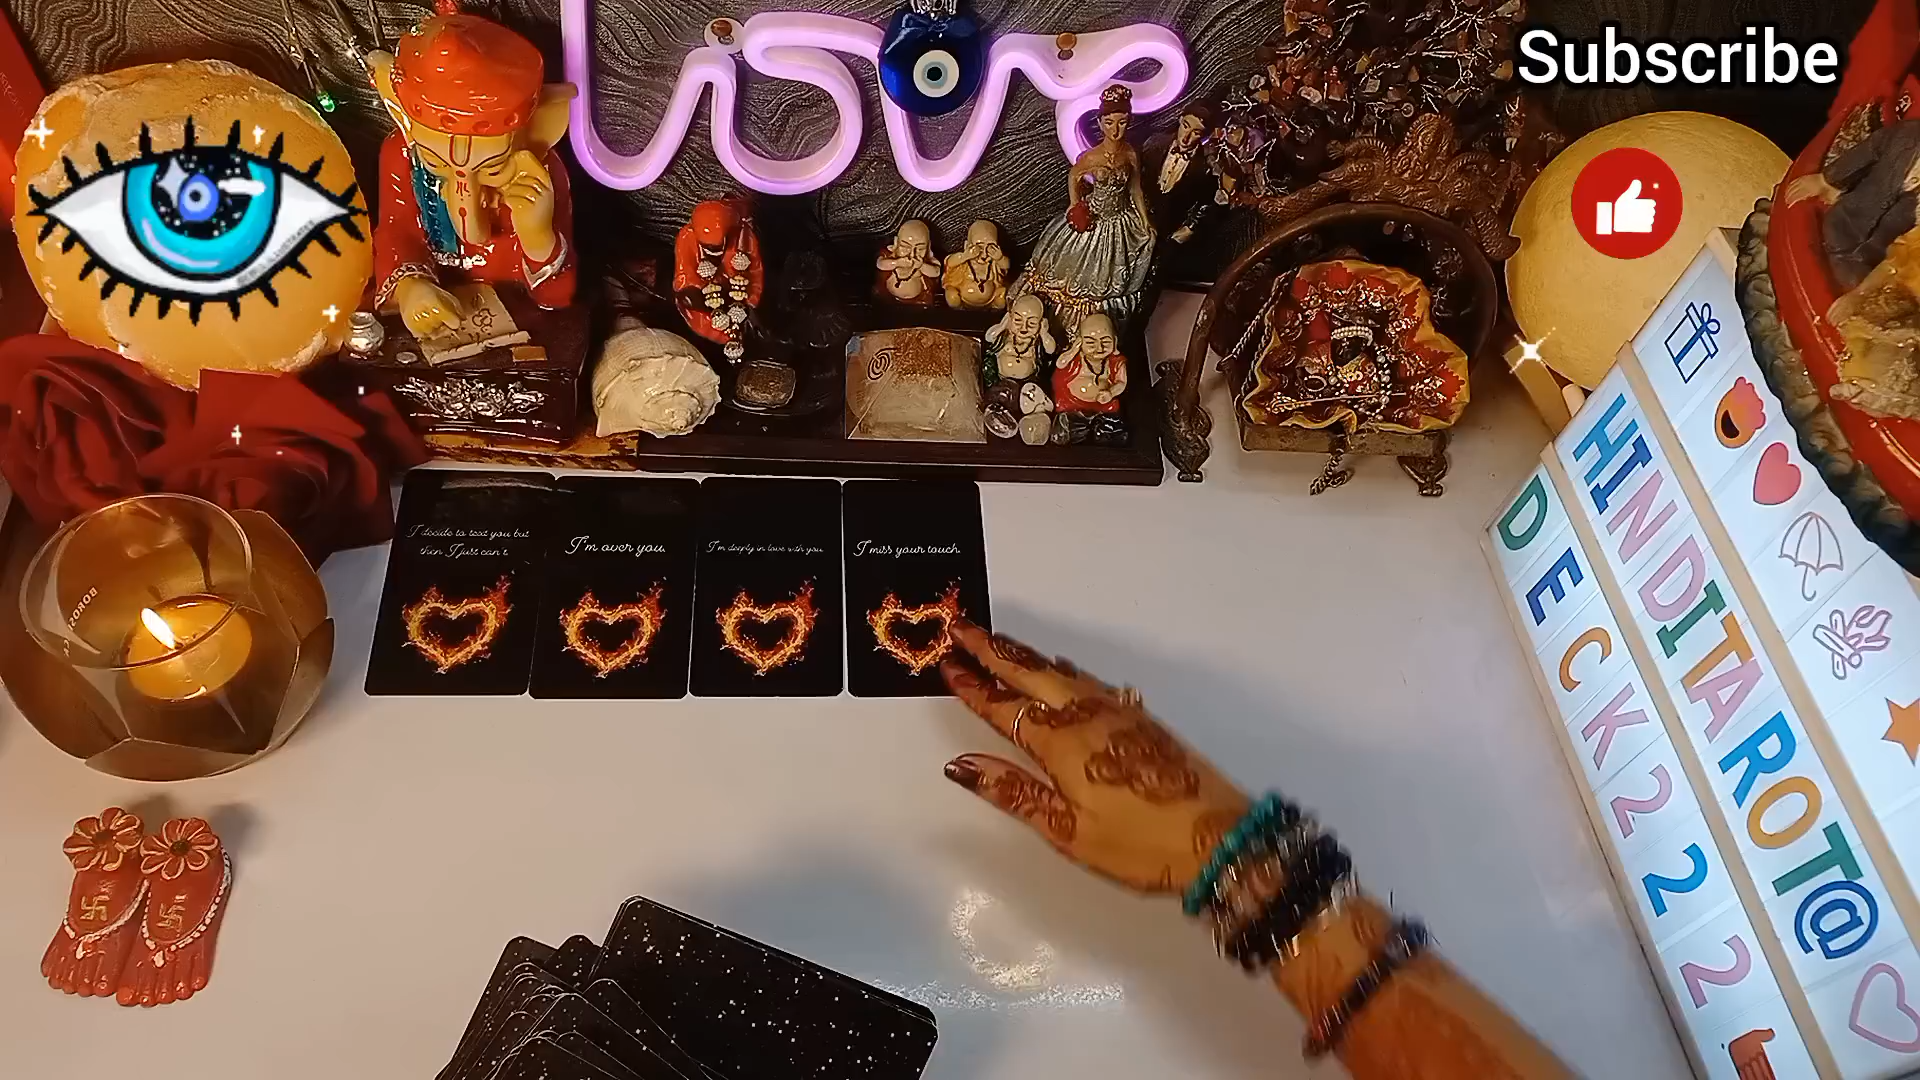 Subscribe
love
I decide to text you but
then I just can't.
I'm over you.
I'm deeply in love with you.
I miss your touch.
BOROSIL
HINDITAROT@
DECK222